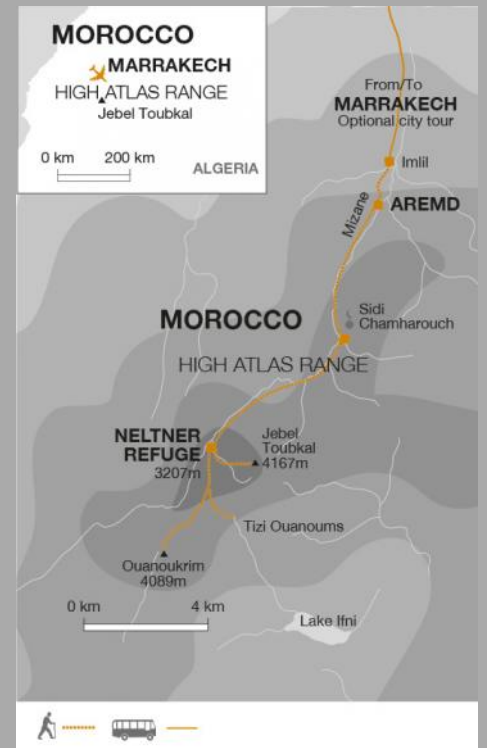 MOROCCO
MARRAKECH
HIGH ATLAS RANGE
Jebel Toubkal
0 km 200 km
ALGERIA
From/To
MARRAKECH
Optional city tour
Imlil
AREMD
Mizane
Sidi
Chamharouch
MOROCCO
HIGH ATLAS RANGE
NELTNER
REFUGE
3207m
Jebel
Toubkal
4167m
Tizi Ouanoums
Ouanoukrim
4089m
0 km 4 km
Lake Ifni